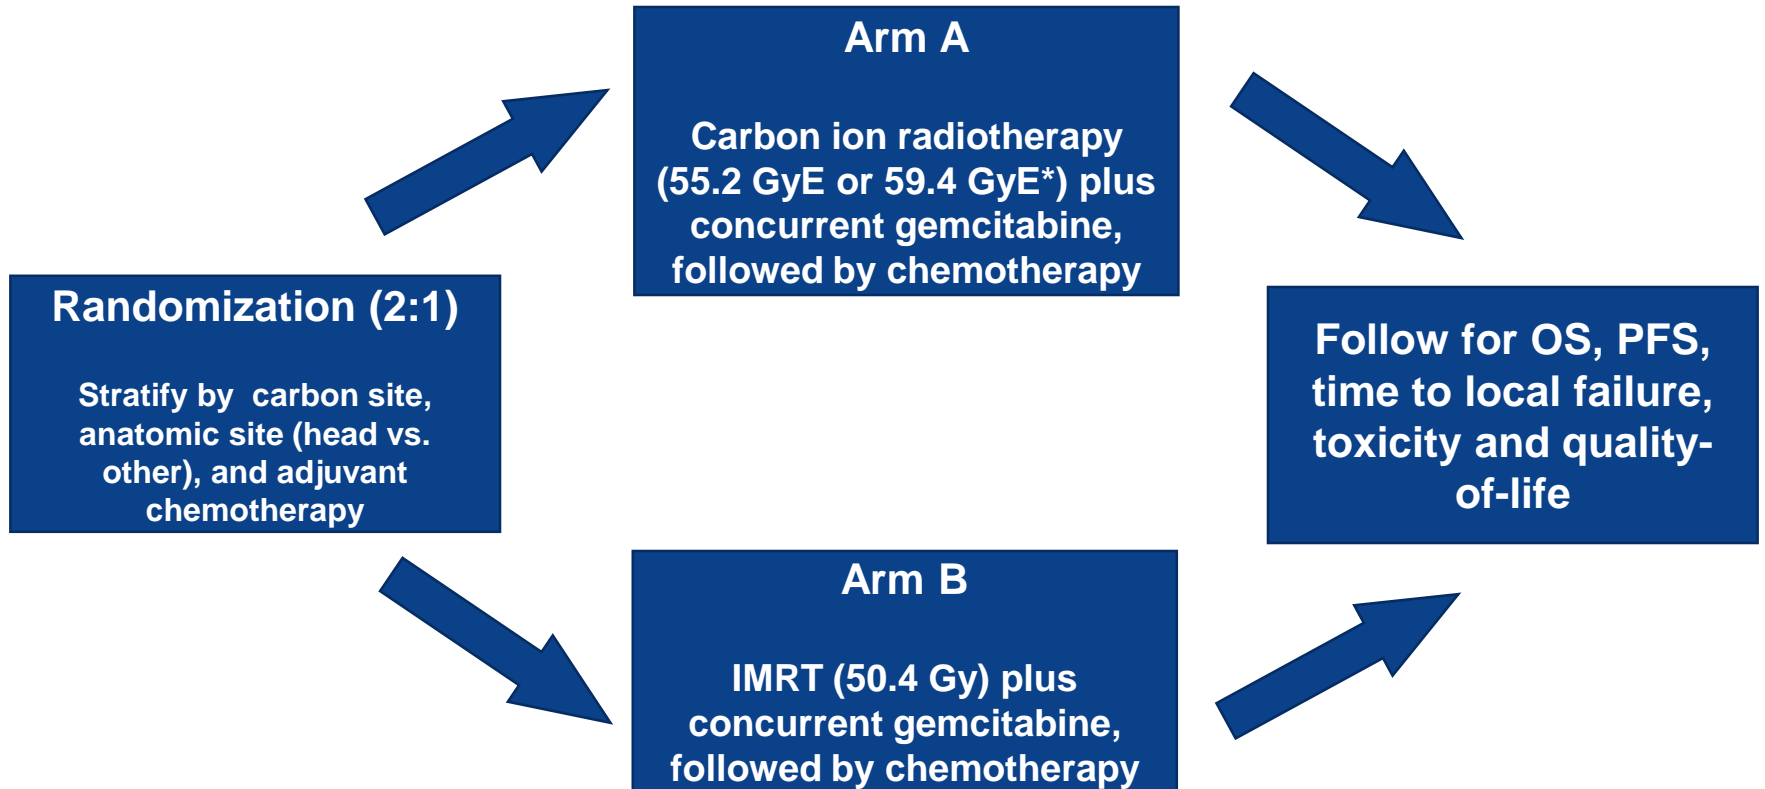 Arm A
Carbon ion radiotherapy
(55.2 GyE or 59.4 GyE*) plus
concurrent gemcitabine,
followed by chemotherapy
Randomization (2:1)
Stratify by  carbon site,
anatomic site (head vs.
other), and adjuvant
chemotherapy
Follow for OS, PFS,
time to local failure,
toxicity and quality-
of-life
Arm B
IMRT (50.4 Gy) plus
concurrent gemcitabine,
followed by chemotherapy